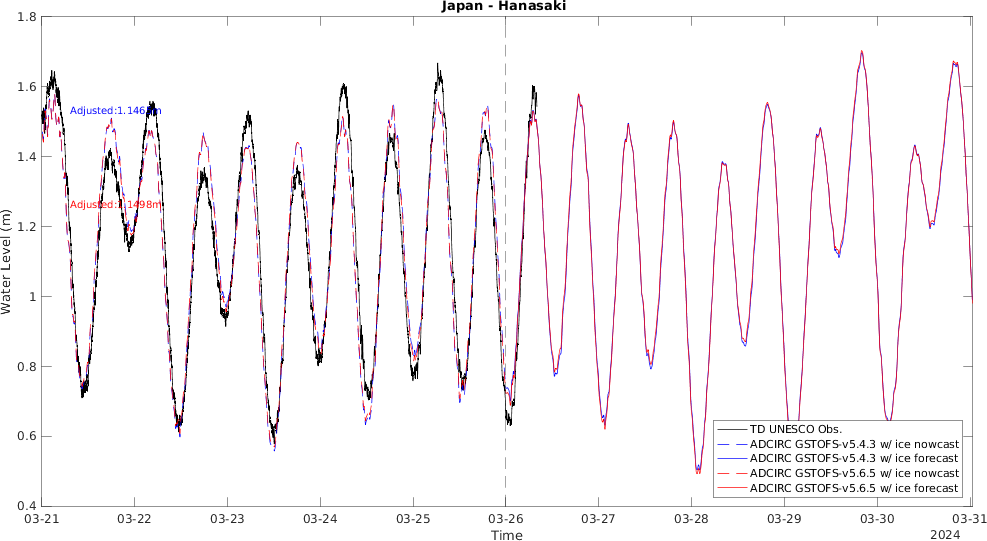 Japan - Hanasaki
1.8
1.6
1.4
1.2
1
0.8
0.6
0.4
Water Level (m)
Adjusted:1.146
m
Adjusted:1.1498m
TD UNESCO Obs.
ADCIRC GSTOFS-v5.4.3 w/ ice nowcast
ADCIRC GSTOFS-v5.4.3 w/ ice forecast
ADCIRC GSTOFS-v5.6.5 w/ ice nowcast
ADCIRC GSTOFS-v5.6.5 w/ ice forecast
03-21 03-22 03-23 03-24 03-25 03-26 03-27 03-28 03-29 03-30 03-31
Time
2024